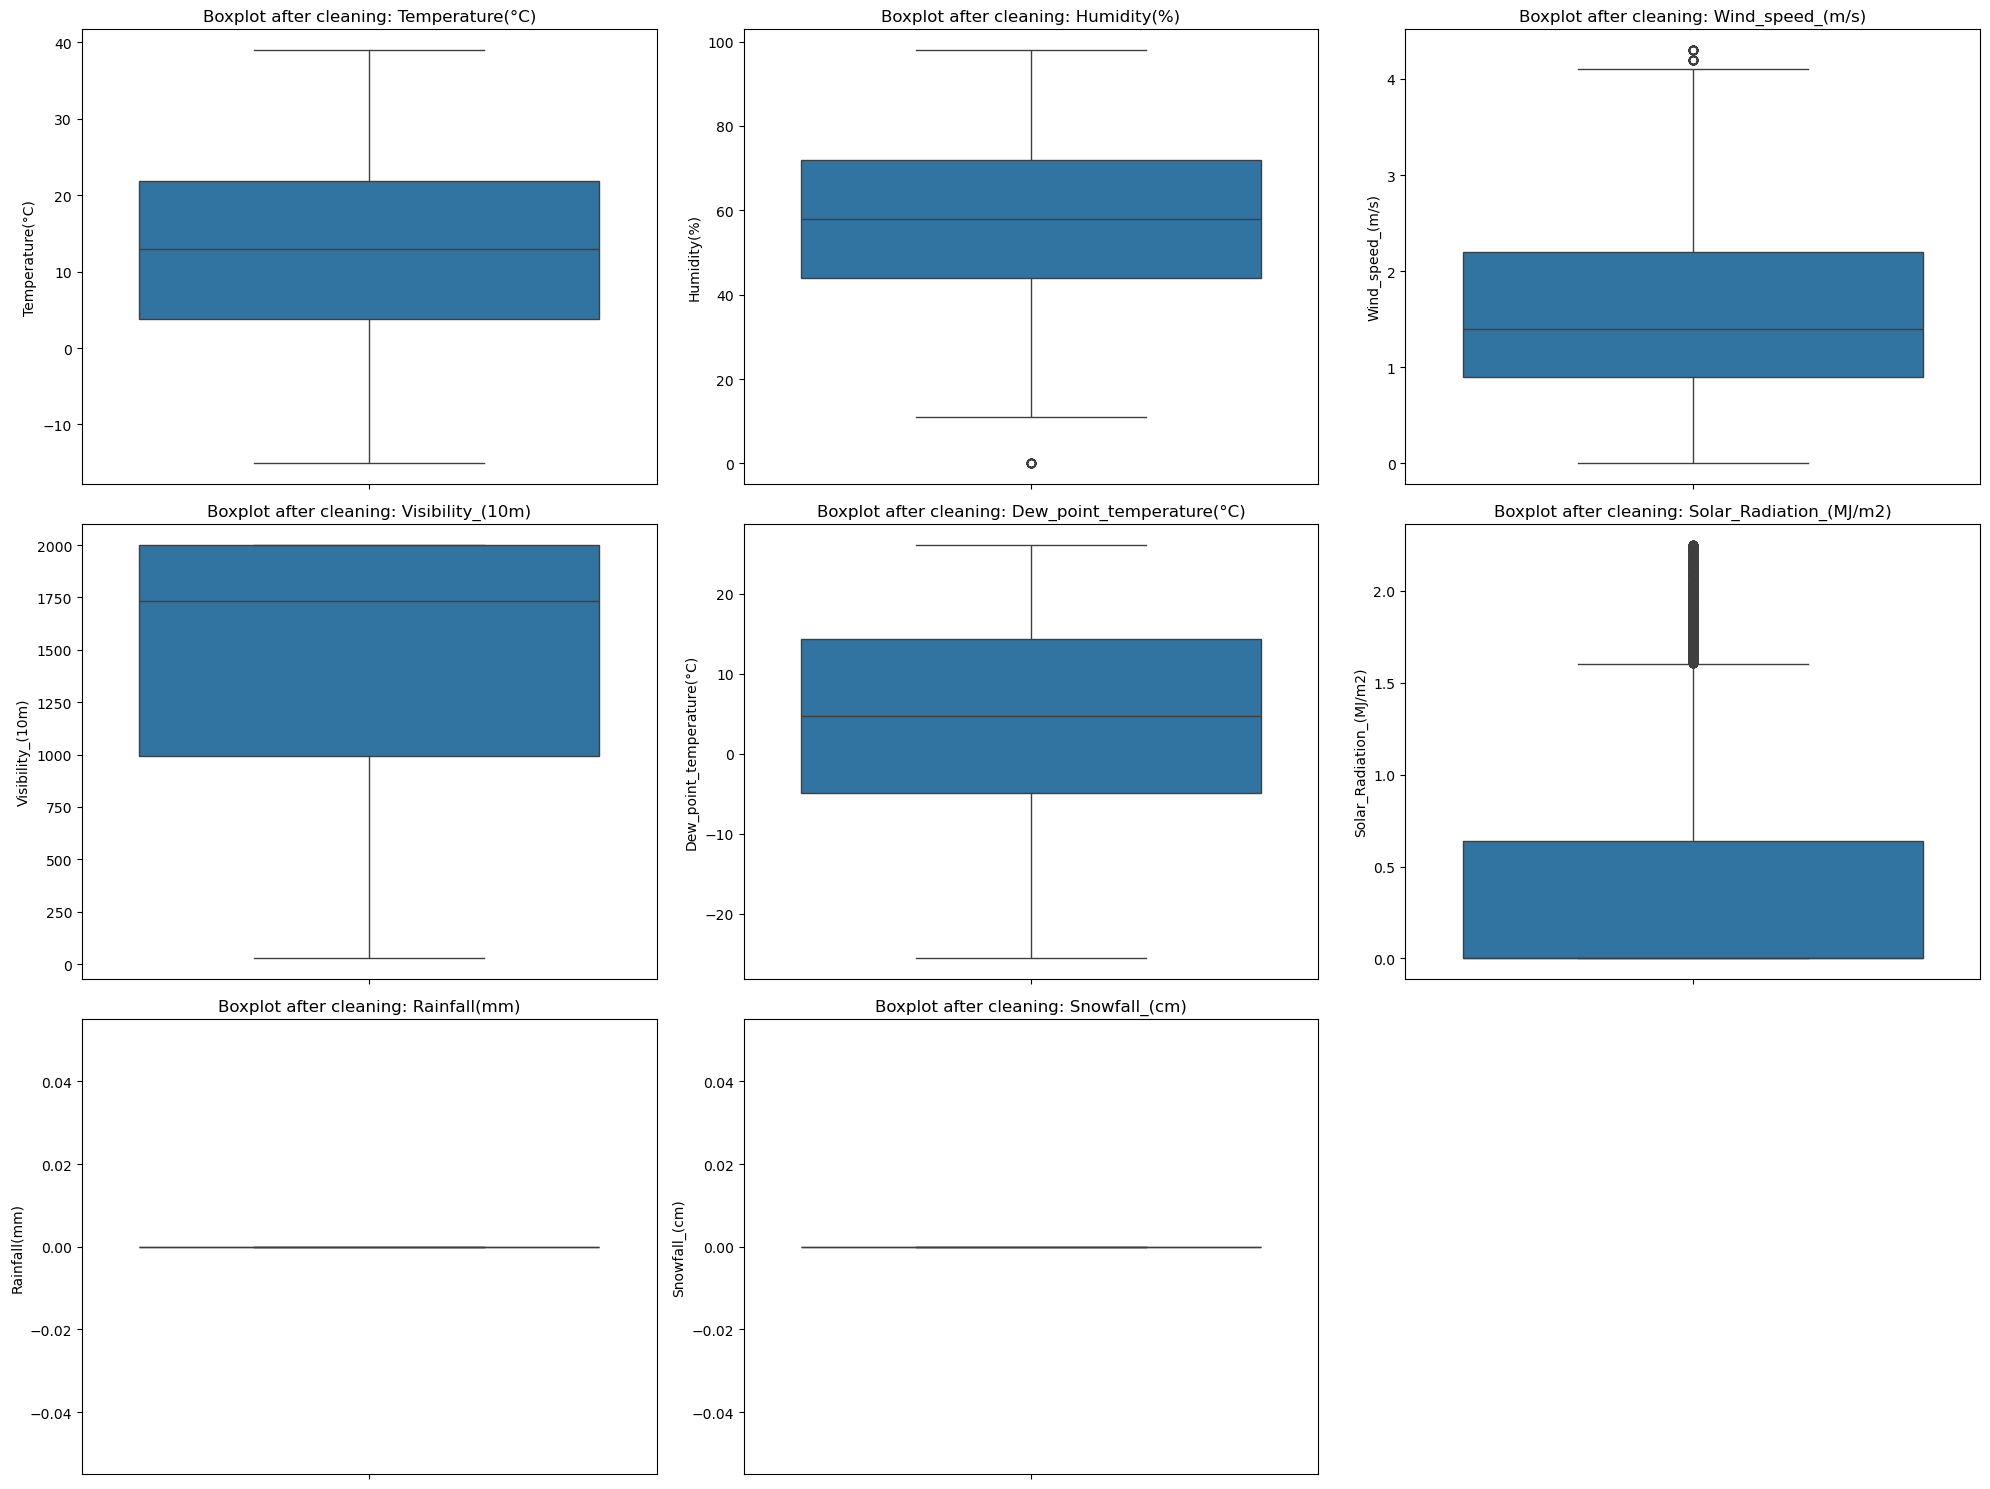 Boxplot after cleaning: Temperature(°C)
40
30
20
10
0
−10
Temperature(°C)
Boxplot after cleaning: Humidity(%)
100
80
60
40
20
0
Humidity(%)
Boxplot after cleaning: Wind_speed_(m/s)
4
3
2
1
0
Wind_speed_(m/s)
Boxplot after cleaning: Visibility_(10m)
2000
1750
1500
1250
1000
750
500
250
0
Visibility_(10m)
Boxplot after cleaning: Dew_point_temperature(°C)
20
10
0
−10
−20
Dew_point_temperature(°C)
Boxplot after cleaning: Solar_Radiation_(MJ/m2)
2.0
1.5
1.0
0.5
0.0
Solar_Radiation_(MJ/m2)
Boxplot after cleaning: Rainfall(mm)
0.04
0.02
0.00
−0.02
−0.04
Rainfall(mm)
Boxplot after cleaning: Snowfall_(cm)
0.04
0.02
0.00
−0.02
−0.04
Snowfall_(cm)